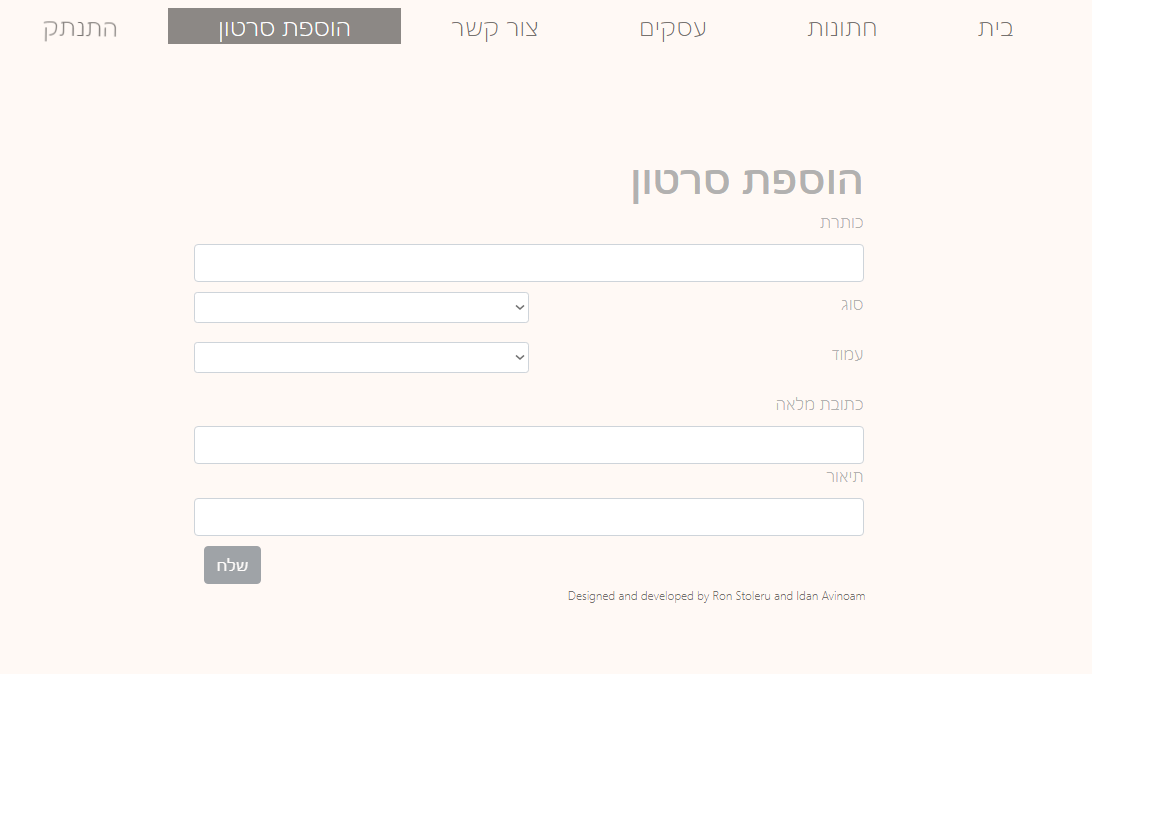 בית חתונות עסקים צור קשר הוספת סרטון התנתק
הוספת סרטון
כותרת
סוג
עמוד
כתובת מלאה
תיאור
שלח
Designed and developed by Ron Stoleru and Idan Avinoam